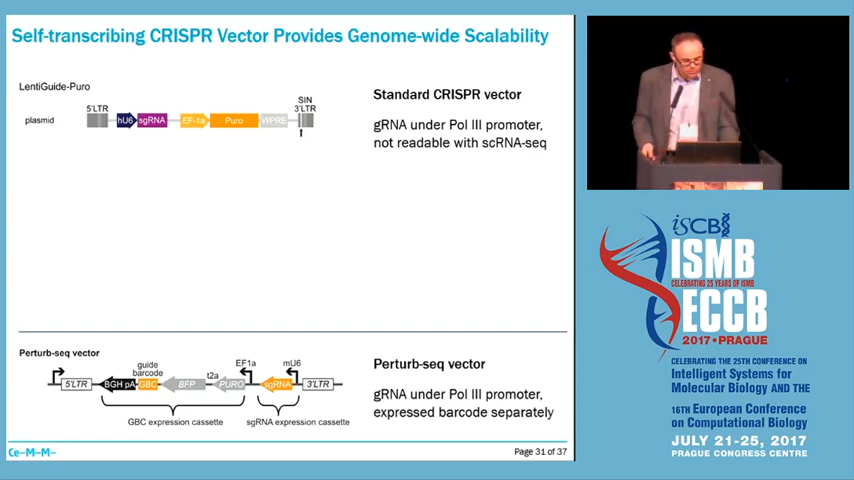 Self-transcribing CRISPR Vector Provides Genome-wide Scalability
LentiGuide-Puro
plasmid
5'LTR
hU6
sgRNA
EF-1a
Puro
WPRE
SIN
3'LTR
Standard CRISPR vector
gRNA under Pol III promoter,
not readable with scRNA-seq
Perturb-seq vector
5'LTR
BGH pA
guide
barcode
GBC
BFP
t2a
PURO
EF1a
sgRNA
mU6
3'LTR
GBC expression cassette
sgRNA expression cassette
Perturb-seq vector
gRNA under Pol III promoter,
expressed barcode separately
Ce-M-M-
Page 31 of 37
iSCB
ISMB
CELEBRATING 25 YEARS OF ISMB
ECCB
2017 • PRAGUE
CELEBRATING THE 25TH CONFERENCE ON
Intelligent Systems for
Molecular Biology AND THE
16TH European Conference
on Computational Biology
JULY 21-25, 2017
PRAGUE CONGRESS CENTRE